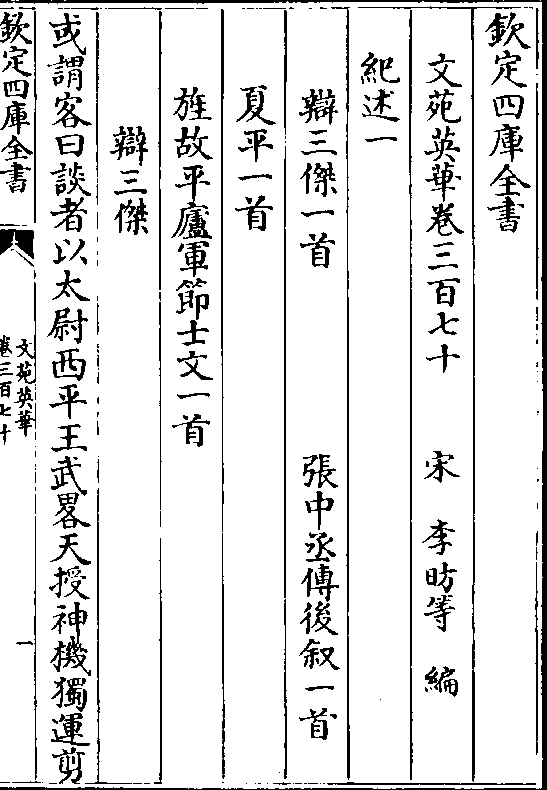 欽定四庫全書
文苑英華卷三百七十 宋 李昉等 編
紀述一
辯三傑一首 張中丞傳後叙一首
夏平一首
旌故平廬軍節士文一首
辯三傑
或謂客曰談者以太尉西平王武畧天授神機獨運剪
欽定四庫全書
文苑英華
卷三百七十
一